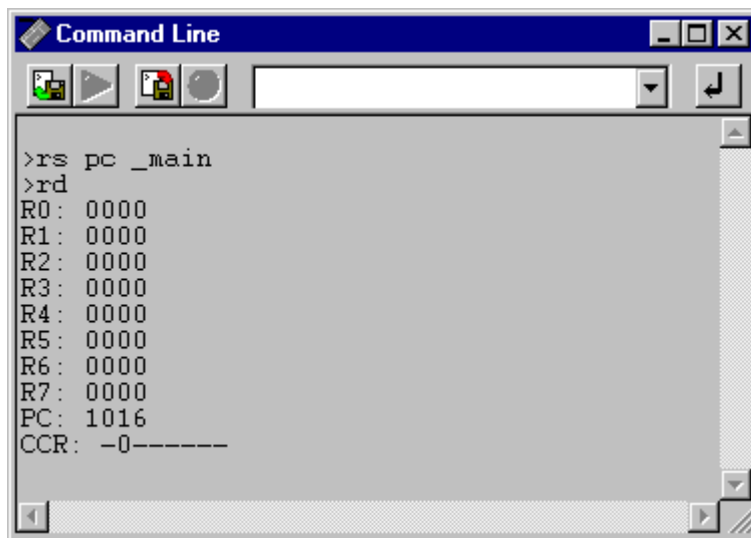 Command Line
>rs pc _main
>rd
R0: 0000
R1: 0000
R2: 0000
R3: 0000
R4: 0000
R5: 0000
R6: 0000
R7: 0000
PC: 1016
CCR: -0------